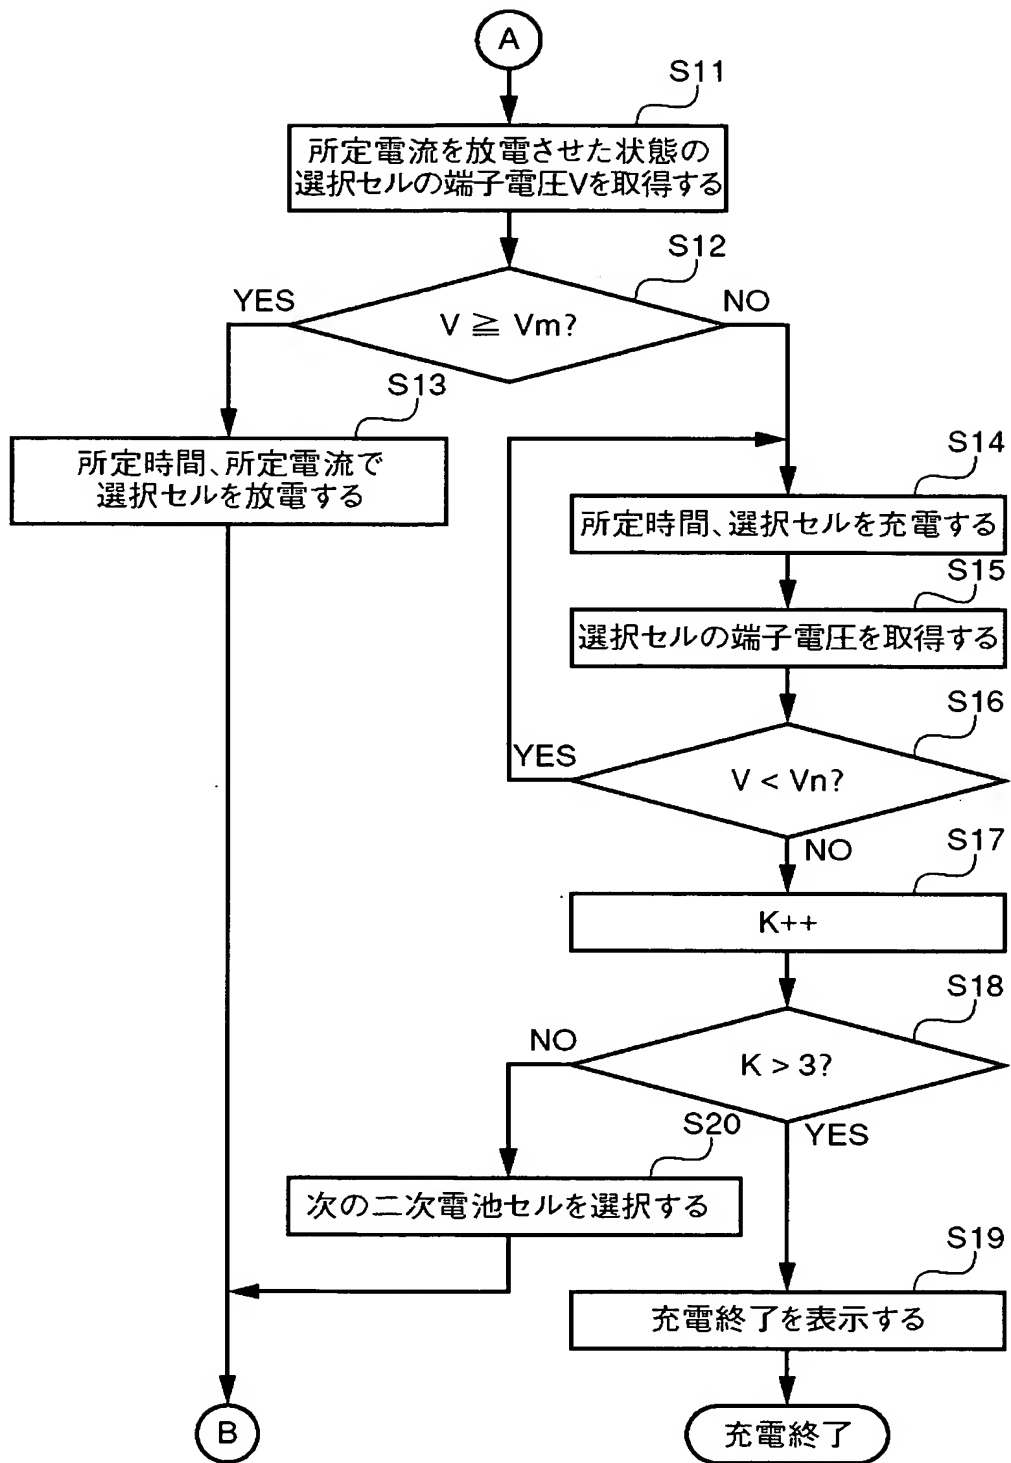 A
S11
所定電流を放電させた状態の
選択セルの端子電圧Vを取得する
S12
YES
NO
V ≧ Vm?
S13
所定時間、所定電流で
選択セルを放電する
S14
所定時間、選択セルを充電する
S15
選択セルの端子電圧を取得する
S16
YES
V < Vn?
NO
S17
K++
S18
NO
K > 3?
YES
S20
次の二次電池セルを選択する
S19
充電終了を表示する
B
充電終了